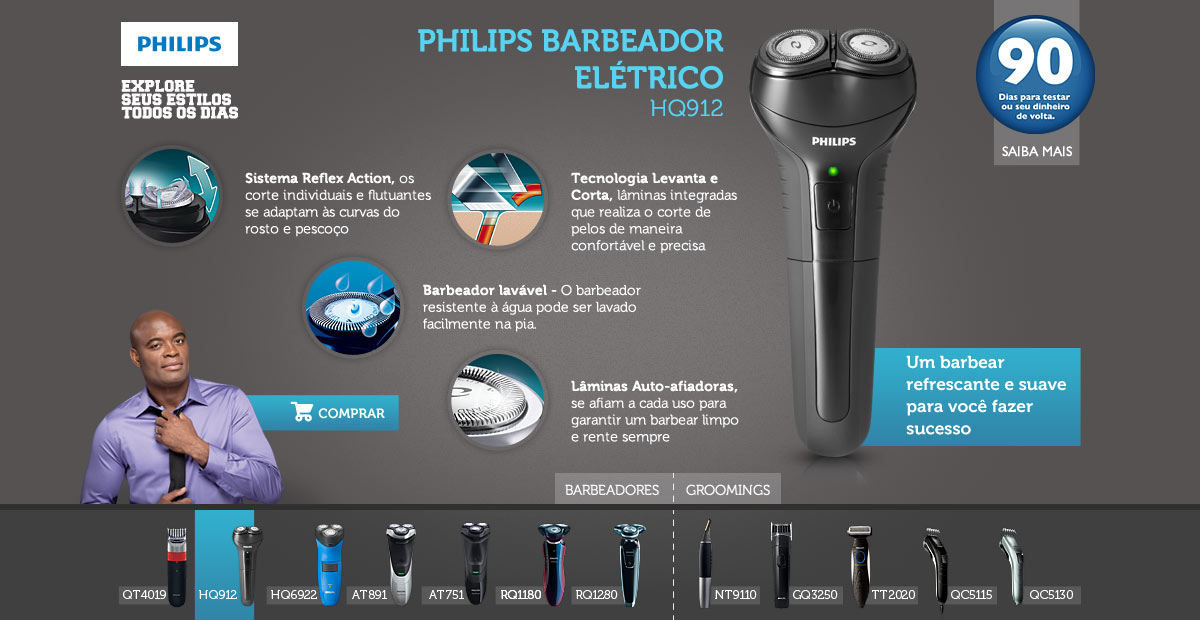 PHILIPS
EXPLORE
SEUS ESTILOS
TODOS OS DIAS
PHILIPS BARBEADOR
ELÉTRICO
HQ912
90
Dias para testar
ou seu dinheiro
de volta.
SAIBA MAIS
PHILIPS
Sistema Reflex Action, os
corte individuais e flutuantes
se adaptam às curvas do
rosto e pescoço
Tecnologia Levanta e
Corta, lâminas integradas
que realiza o corte de
pelos de maneira
confortável e precisa
Barbeador lavável - O barbeador
resistente à água pode ser lavado
facilmente na pia.
Lâminas Auto-afiadoras,
se afiam a cada uso para
garantir um barbear limpo
e rente sempre
COMPRAR
Um barbear
refrescante e suave
para você fazer
sucesso
BARBEADORES
GROOMINGS
QT4019
HQ912
HQ6922
AT891
AT751
RQ1180
RQ1280
NT9110
GQ3250
TT2020
QC5115
QC5130